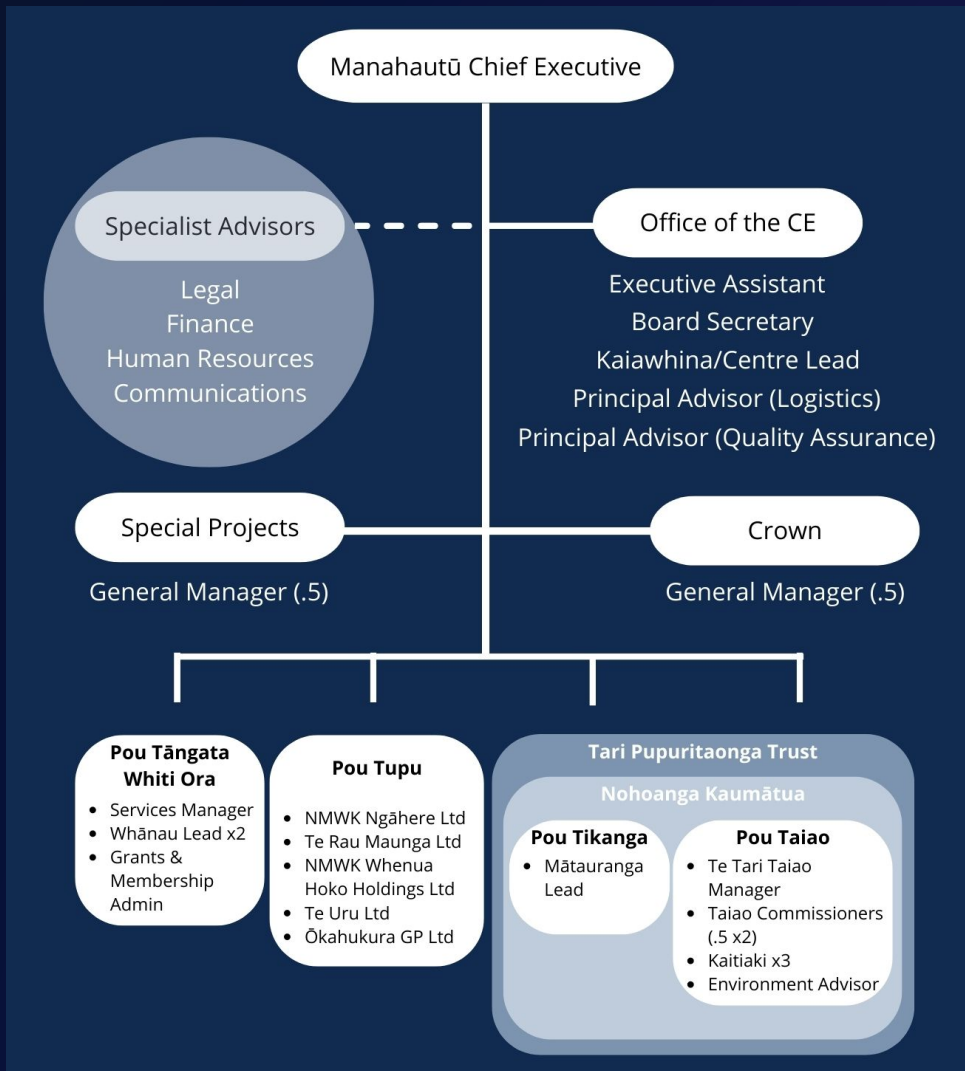 Manahautū Chief Executive
Specialist Advisors
Legal
Finance
Human Resources
Communications
Office of the CE
Executive Assistant
Board Secretary
Kaiawhina/Centre Lead
Principal Advisor (Logistics)
Principal Advisor (Quality Assurance)
Special Projects
General Manager (.5)
Crown
General Manager (.5)
Pou Tāngata
Whiti Ora
• Services Manager
• Whānau Lead x2
• Grants &
Membership
Admin
Pou Tupu
• NMWK Ngāhere Ltd
• Te Rau Maunga Ltd
• NMWK Whenua
Hoko Holdings Ltd
• Te Uru Ltd
• Ōkahukura GP Ltd
Tari Pupuritaonga Trust
Nohoanga Kaumātua
Pou Tikanga
• Mātauranga
Lead
Pou Taiao
• Te Tari Taiao
Manager
• Taiao Commissioners
(.5 x2)
• Kaitiaki x3
• Environment Advisor